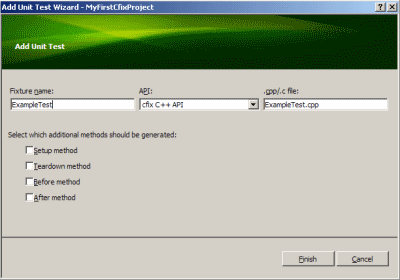 Add Unit Test Wizard - MyFirstCfixProject
Add Unit Test
Fixture name: API: .cpp/.c file:
ExampleTest cfix C++ API ExampleTest.cpp
Select which additional methods should be generated:
Setup method
Teardown method
Before method
After method
Finish Cancel